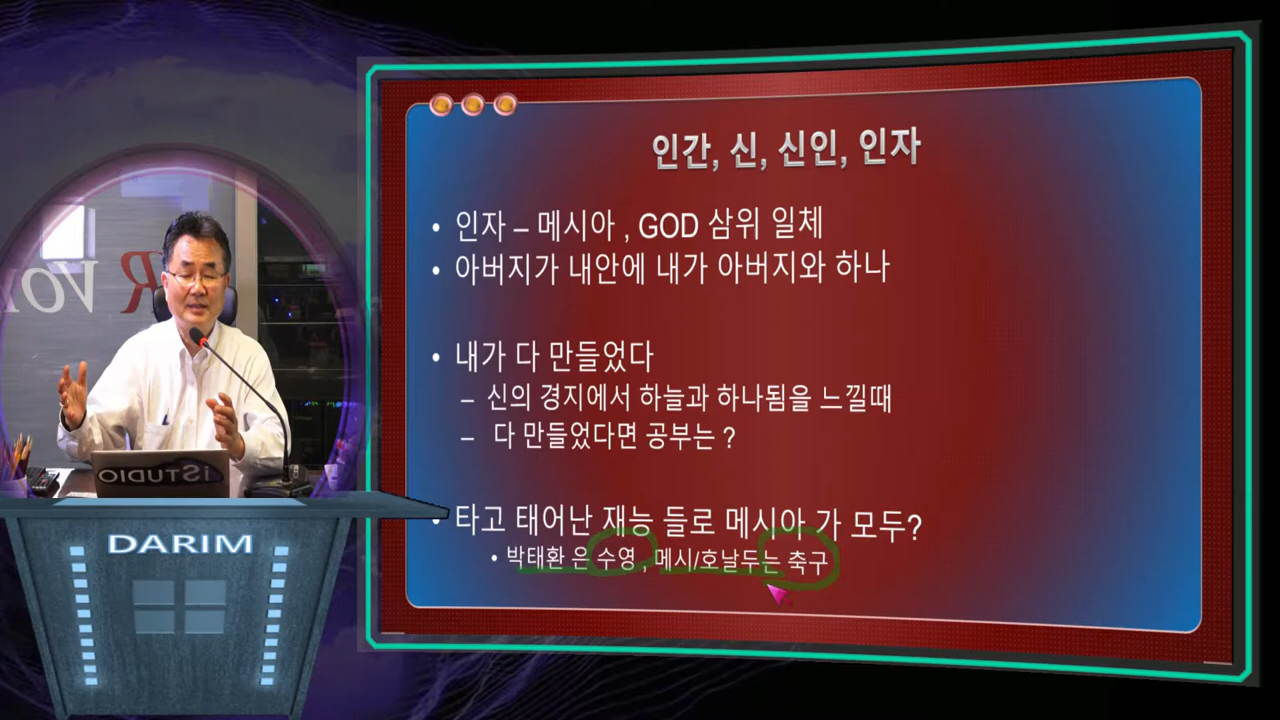 인간, 신, 신인, 인자
• 인자 – 메시아 , GOD 삼위 일체
• 아버지가 내안에 내가 아버지와 하나
• 내가 다 만들었다
– 신의 경지에서 하늘과 하나됨을 느낄때
– 다 만들었다면 공부는 ?
• 타고 태어난 재능 들로 메시아 가 모두?
• 박태환 은 수영 , 메시/호날두는 축구
iSTUDIO
DARIM